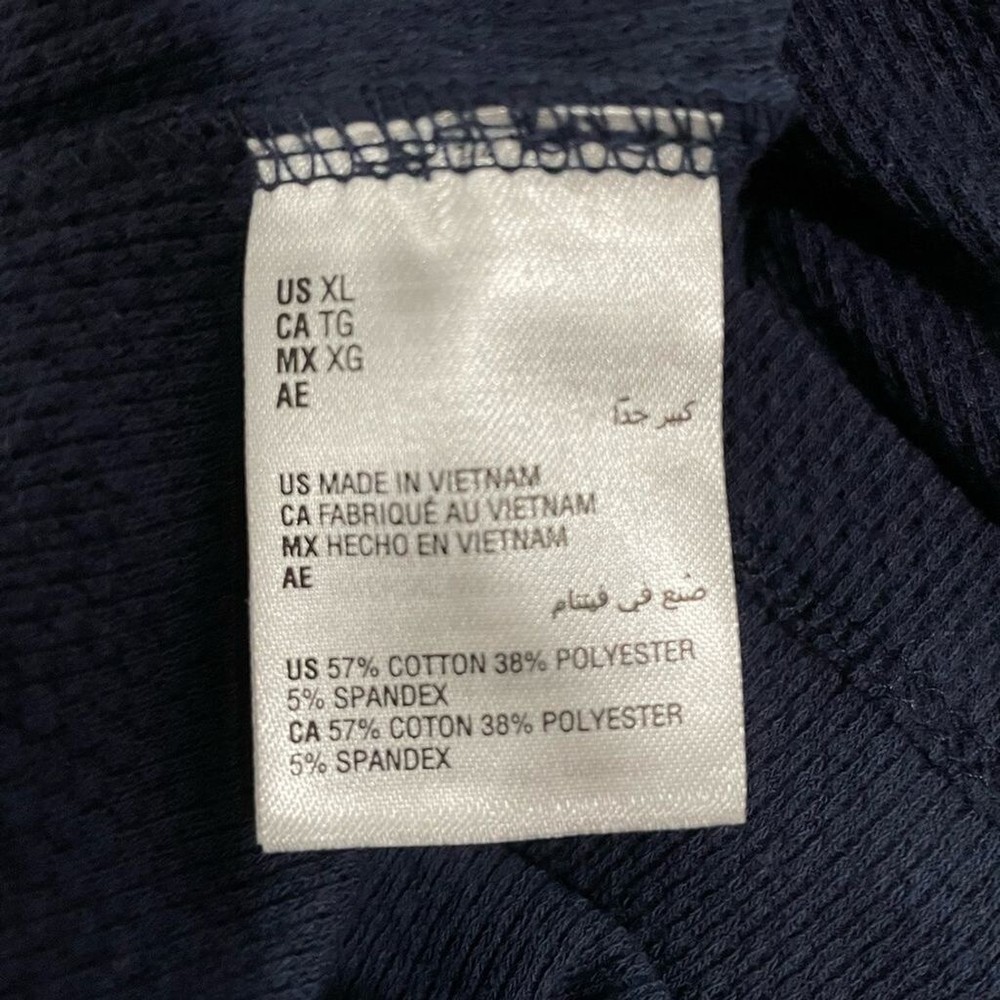 US XL
CA TG
MX XG
AE
كبير جدًا
US MADE IN VIETNAM
CA FABRIQUÉ AU VIETNAM
MX HECHO EN VIETNAM
AE
صنع في فيتنام
US 57% COTTON 38% POLYESTER
5% SPANDEX
CA 57% COTON 38% POLYESTER
5% SPANDEX